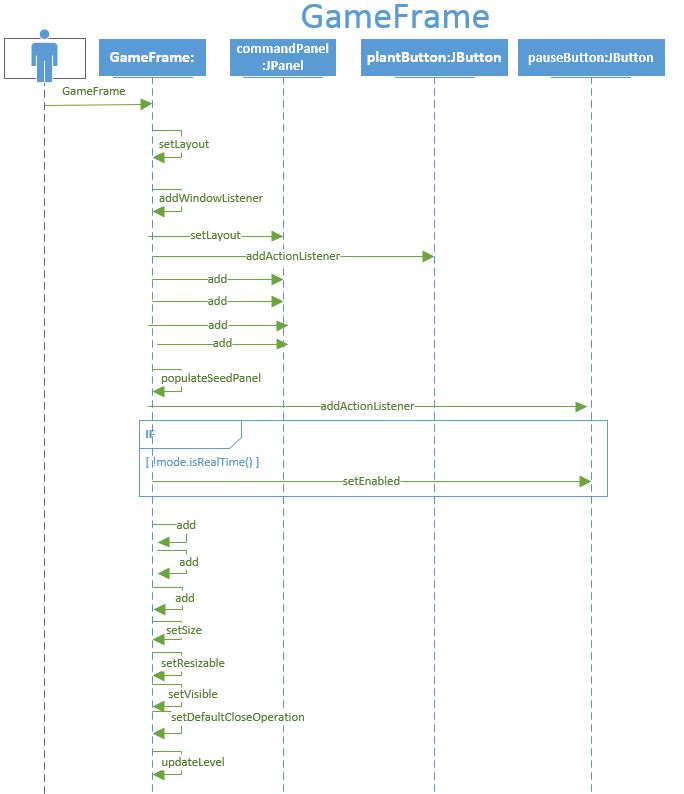 GameFrame
GameFrame:
commandPanel
:JPanel
plantButton:JButton
pauseButton:JButton
GameFrame
setLayout
addWindowListener
setLayout
addActionListener
add
add
add
add
populateSeedPanel
addActionListener
IF
[ !mode.isRealTime() ]
setEnabled
add
add
add
setSize
setResizable
setVisible
setDefaultCloseOperation
updateLevel